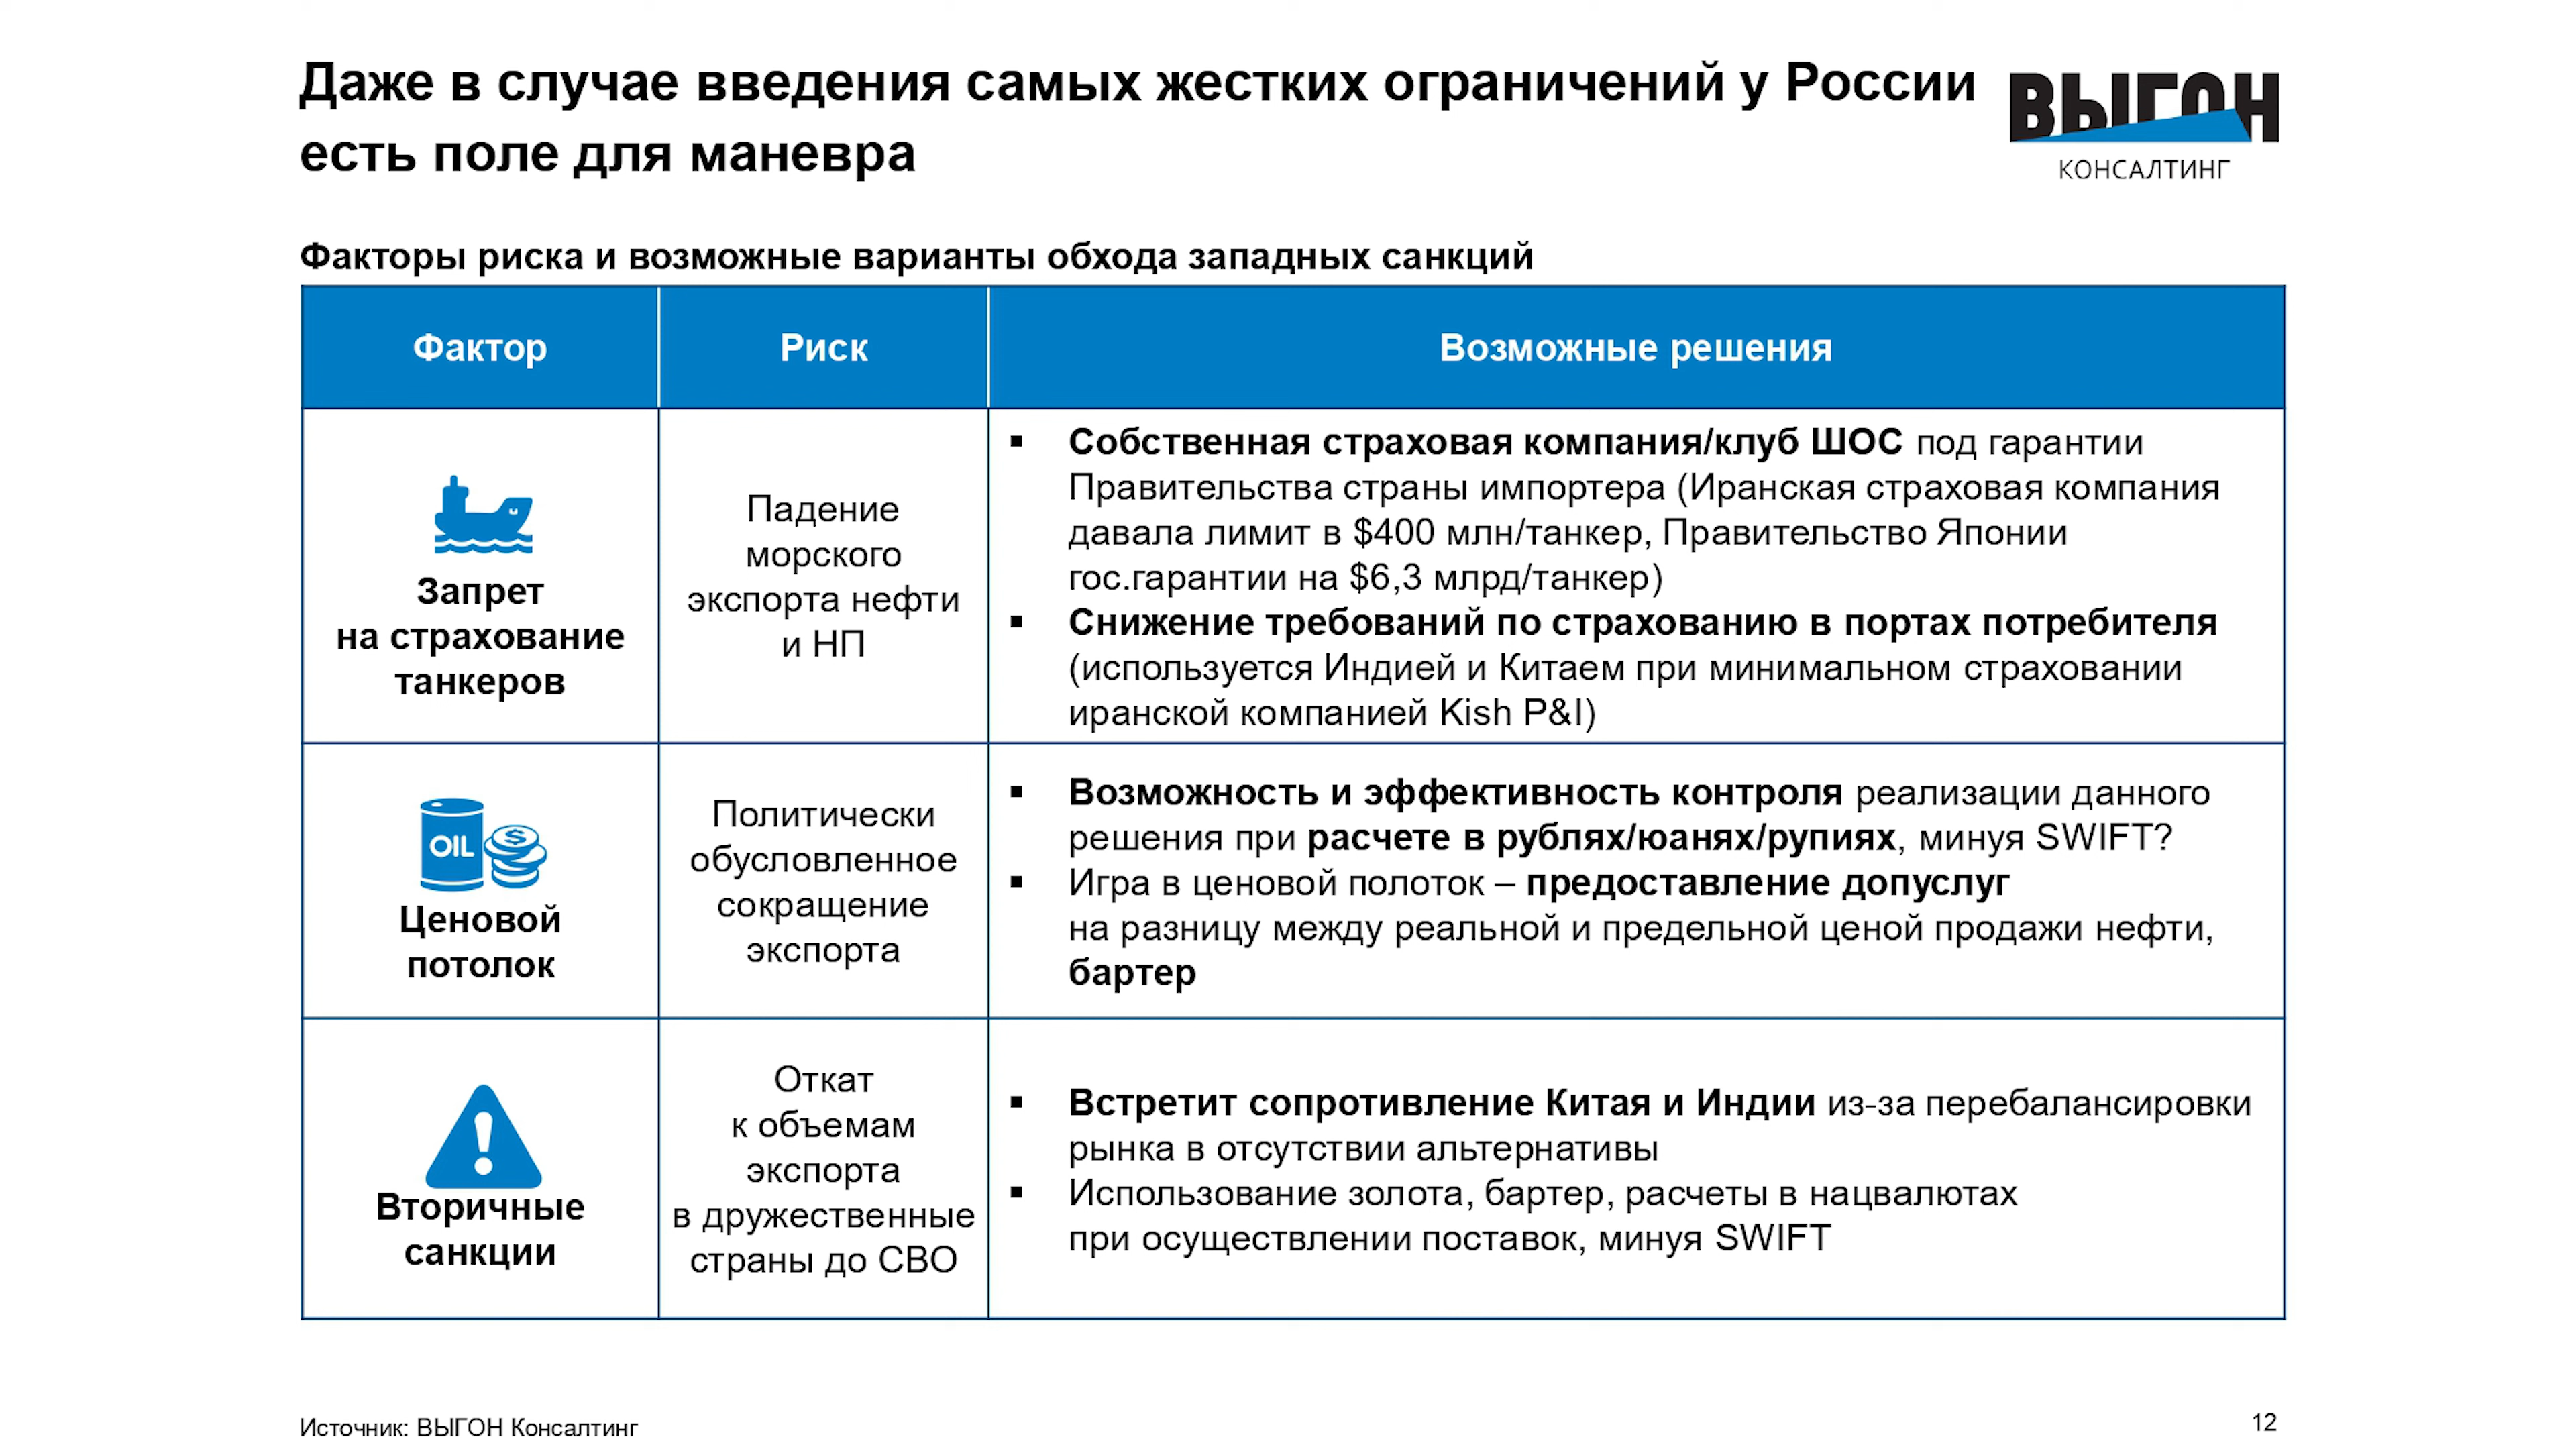 Даже в случае введения самых жестких ограничений у России
есть поле для маневра
ВЫГОН
КОНСАЛТИНГ
Факторы риска и возможные варианты обхода западных санкций
Фактор
Риск
Возможные решения
Запрет
на страхование
танкеров
Падение
морского
экспорта нефти
и НП
▪ Собственная страховая компания/клуб ШОС под гарантии
Правительства страны импортера (Иранская страховая компания
давала лимит в $400 млн/танкер, Правительство Японии
гос.гарантии на $6,3 млрд/танкер)
▪ Снижение требований по страхованию в портах потребителя
(используется Индией и Китаем при минимальном страховании
иранской компанией Kish P&I)
OIL
$
Ценовой
потолок
Политически
обусловленное
сокращение
экспорта
▪ Возможность и эффективность контроля реализации данного
решения при расчете в рублях/юанях/рупиях, минуя SWIFT?
▪ Игра в ценовой полоток – предоставление допуслуг
на разницу между реальной и предельной ценой продажи нефти,
бартер
!
Вторичные
санкции
Откат
к объемам
экспорта
в дружественные
страны до СВО
▪ Встретит сопротивление Китая и Индии из-за перебалансировки
рынка в отсутствии альтернативы
▪ Использование золота, бартер, расчеты в нацвалютах
при осуществлении поставок, минуя SWIFT
Источник: ВЫГОН Консалтинг
12